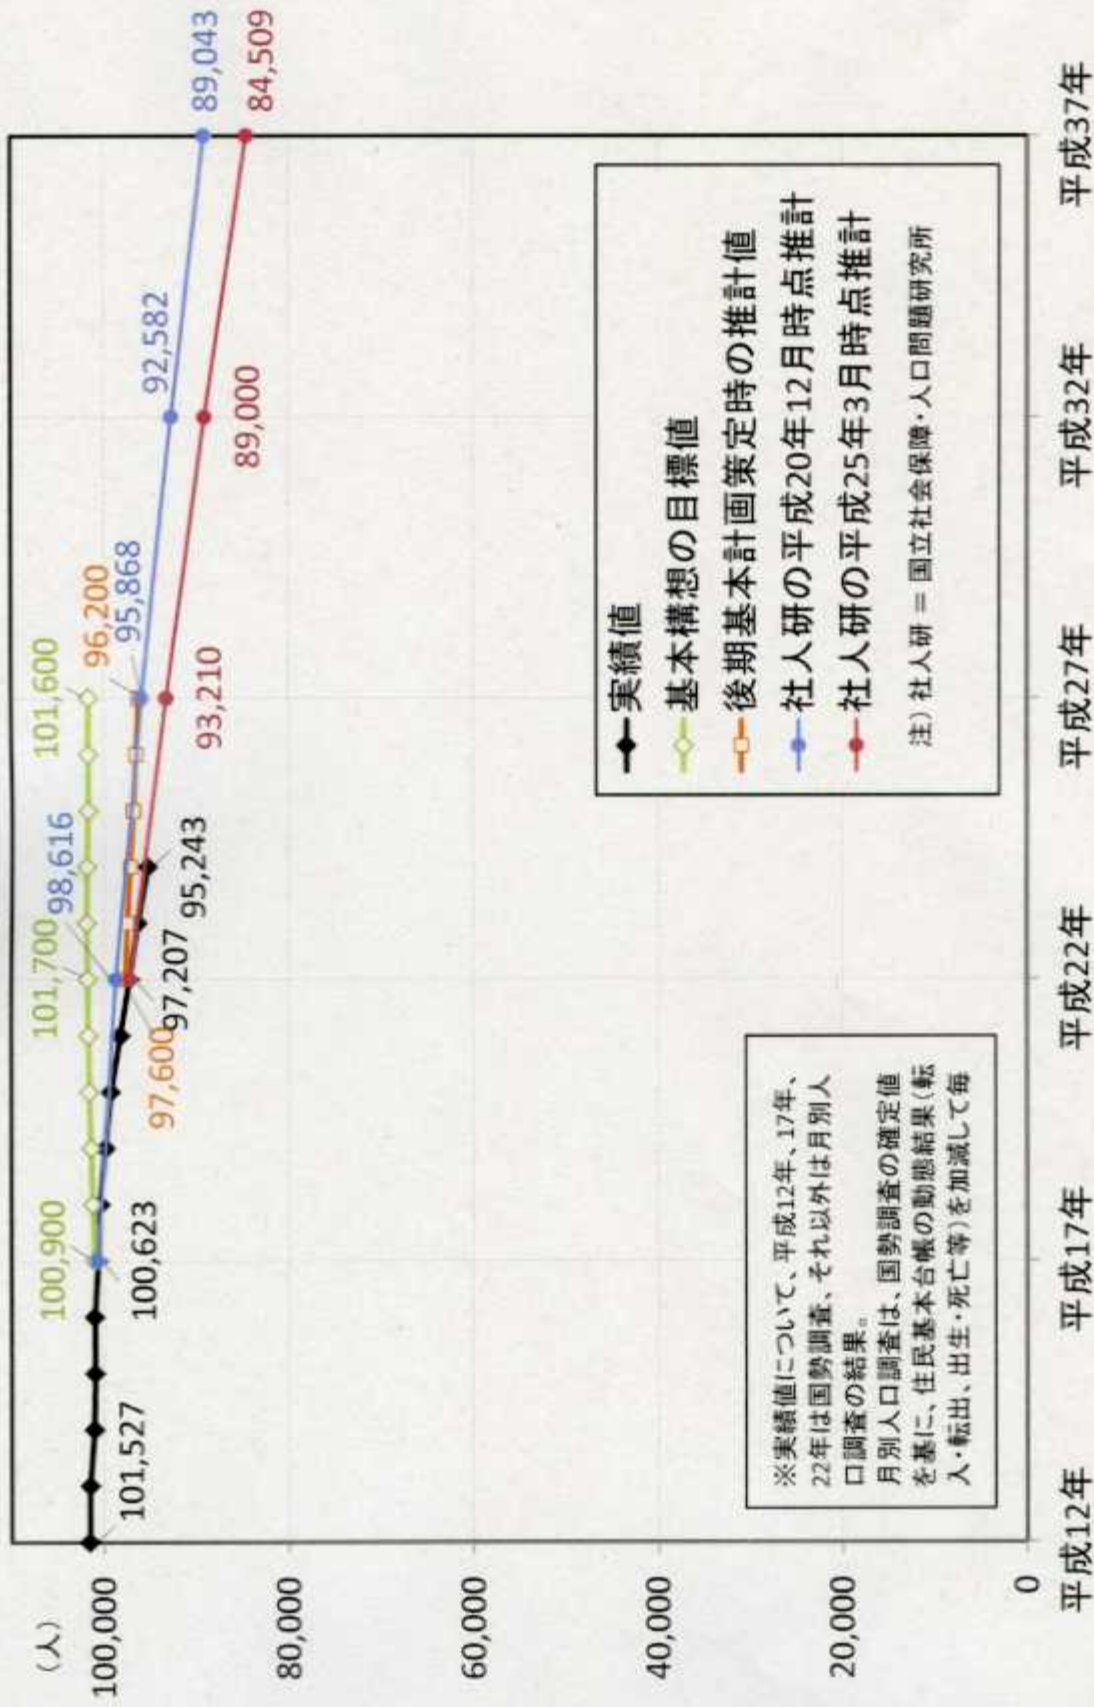 (人)
100,000
80,000
60,000
40,000
20,000
0
平成12年
平成17年
平成22年
平成27年
平成32年
平成37年
101,527
100,900
100,623
101,700
98,616
97,600
97,207
95,243
101,600
96,200
95,868
93,210
92,582
89,000
89,043
84,509
実績値
基本構想の目標値
後期基本計画策定時の推計値
社人研の平成20年12月時点推計
社人研の平成25年3月時点推計
注)社人研 = 国立社会保障・人口問題研究所
※実績値について、平成12年、17年、
22年は国勢調査、それ以外は月別人
口調査の結果。
月別人口調査は、国勢調査の確定値
を基に、住民基本台帳の動態結果(転
入・転出、出生・死亡等)を加減して毎